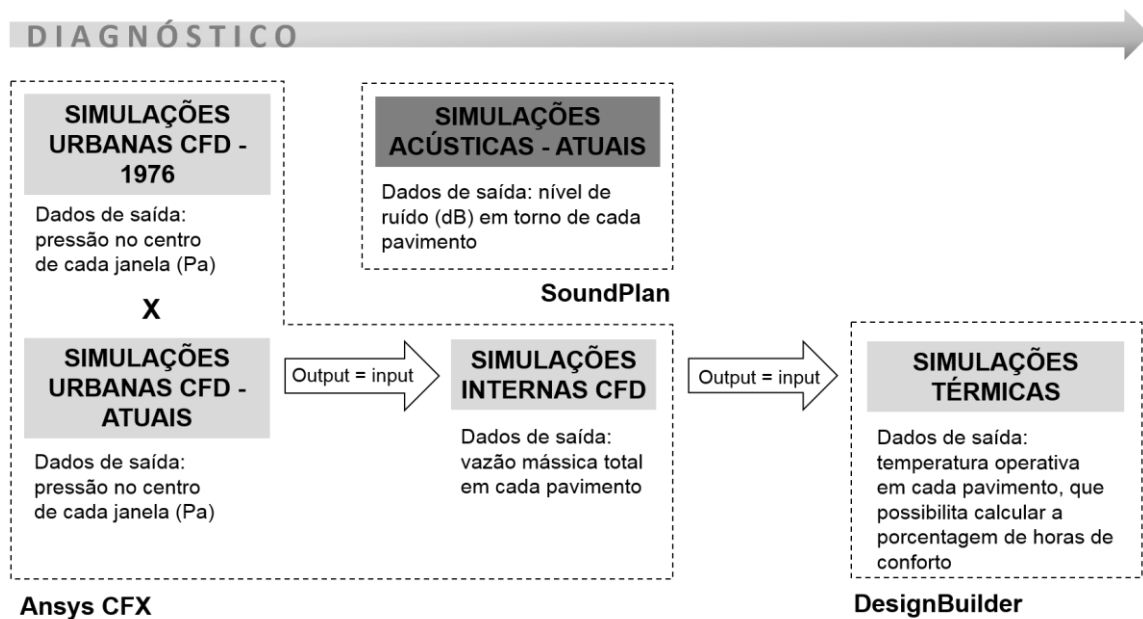 DIAGNÓSTICO
SIMULAÇÕES
URBANAS CFD -
1976
Dados de saída:
pressão no centro
de cada janela (Pa)
X
SIMULAÇÕES
URBANAS CFD -
ATUAIS
Dados de saída:
pressão no centro
de cada janela (Pa)
Ansys CFX
SIMULAÇÕES
ACÚSTICAS - ATUAIS
Dados de saída: nível de
ruído (dB) em torno de cada
pavimento
SoundPlan
Output = input
SIMULAÇÕES
INTERNAS CFD
Dados de saída:
vazão mássica total
em cada pavimento
Output = input
SIMULAÇÕES
TÉRMICAS
Dados de saída:
temperatura operativa
em cada pavimento, que
possibilita calcular a
porcentagem de horas de
conforto
DesignBuilder